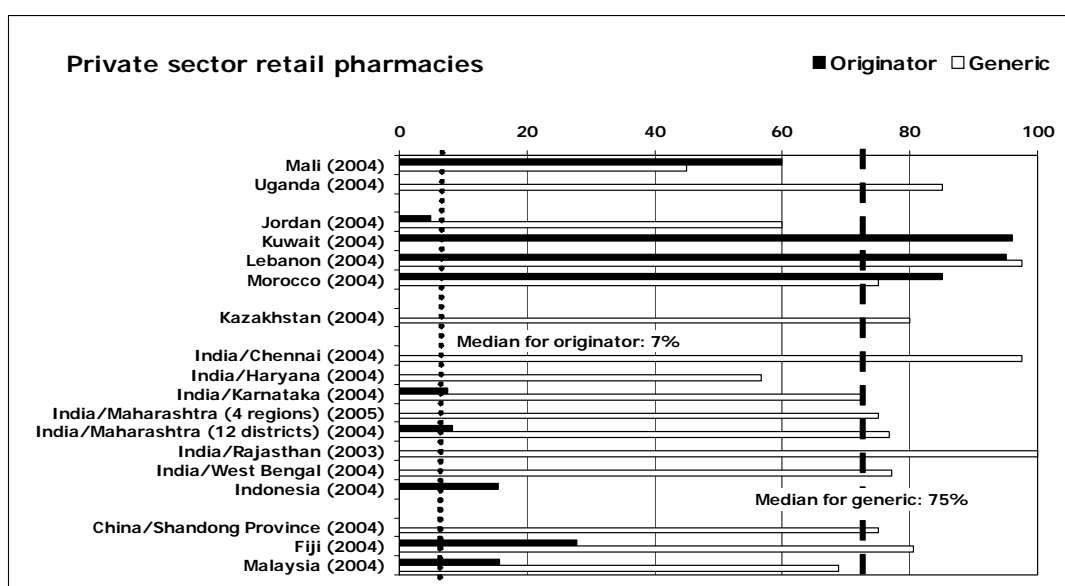 Private sector retail pharmacies
Originator Generic
0 20 40 60 80 100
Mali (2004)
Uganda (2004)
Jordan (2004)
Kuwait (2004)
Lebanon (2004)
Morocco (2004)
Kazakhstan (2004)
Median for originator: 7%
India/Chennai (2004)
India/Haryana (2004)
India/Karnataka (2004)
India/Maharashtra (4 regions) (2005)
India/Maharashtra (12 districts) (2004)
India/Rajasthan (2003)
India/West Bengal (2004)
Indonesia (2004)
Median for generic: 75%
China/Shandong Province (2004)
Fiji (2004)
Malaysia (2004)